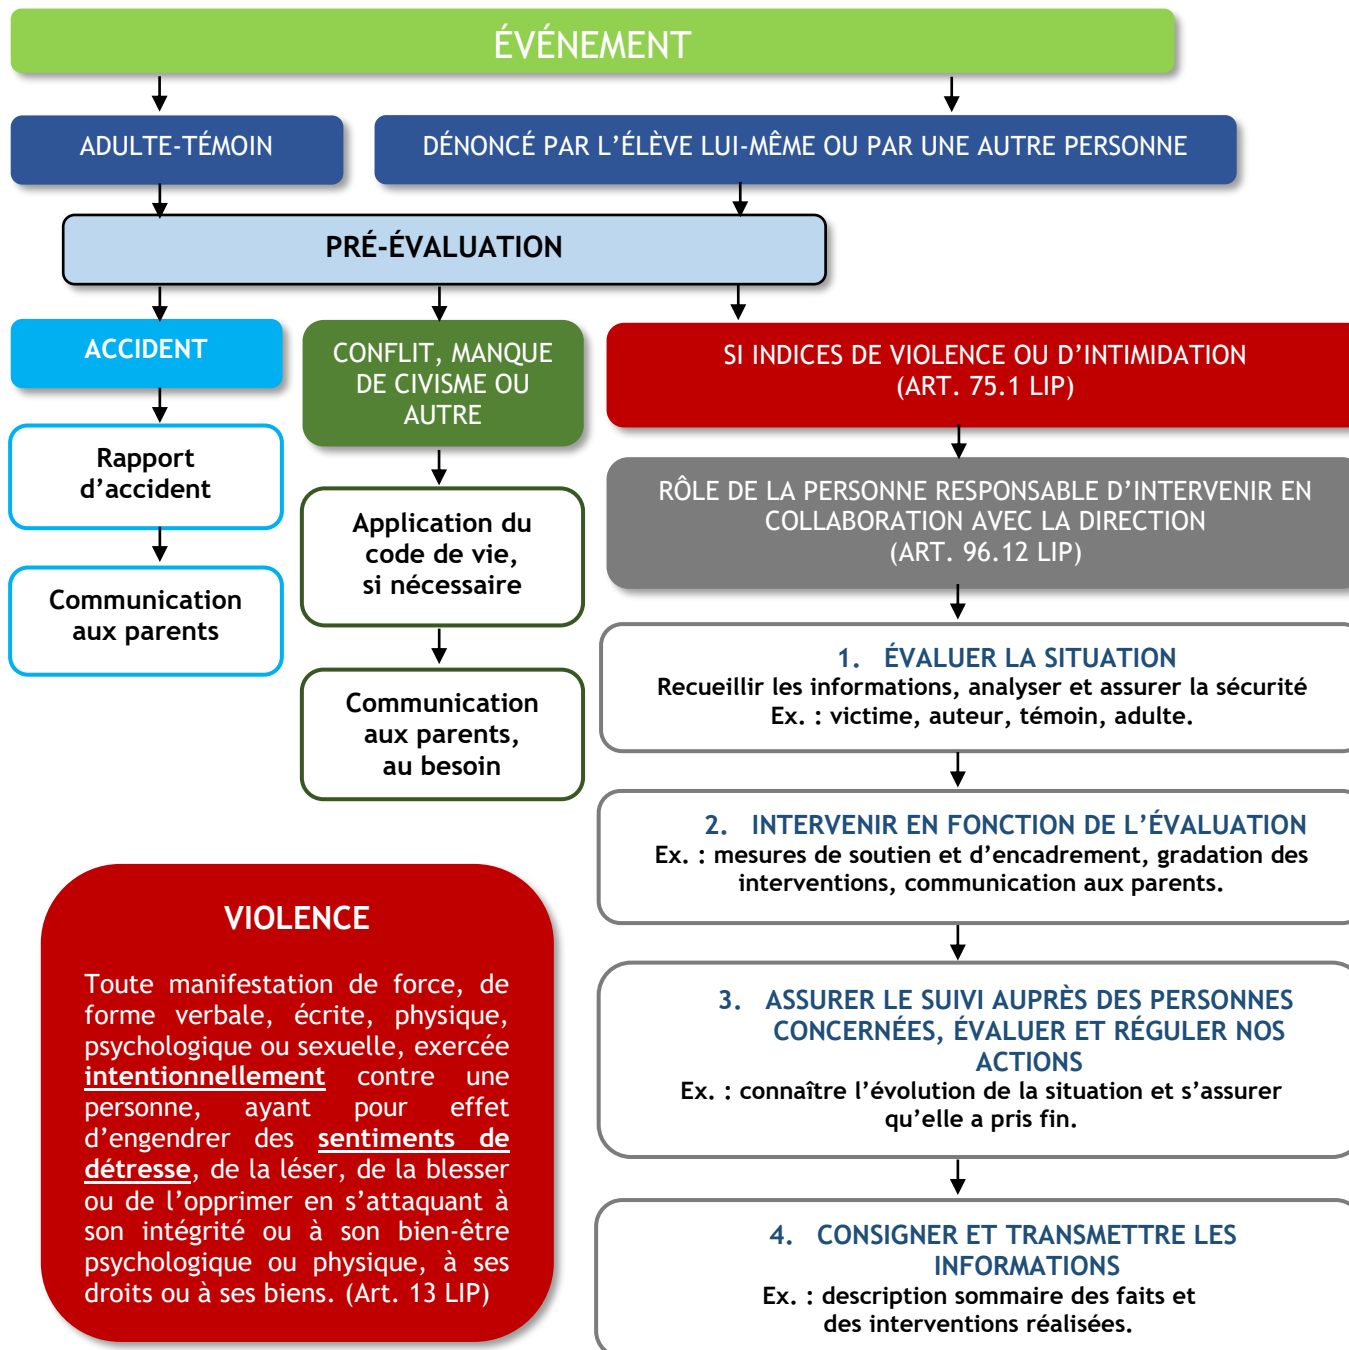 ÉVÉNEMENT
ADULTE-TÉMOIN
DÉNONCÉ PAR L’ÉLÈVE LUI-MÊME OU PAR UNE AUTRE PERSONNE
PRÉ-ÉVALUATION
ACCIDENT
Rapport
d’accident
Communication
aux parents
CONFLIT, MANQUE
DE CIVISME OU
AUTRE
Application du
code de vie,
si nécessaire
Communication
aux parents,
au besoin
SI INDICES DE VIOLENCE OU D’INTIMIDATION
(ART. 75.1 LIP)
RÔLE DE LA PERSONNE RESPONSABLE D’INTERVENIR EN
COLLABORATION AVEC LA DIRECTION
(ART. 96.12 LIP)
1. ÉVALUER LA SITUATION
Recueillir les informations, analyser et assurer la sécurité
Ex. : victime, auteur, témoin, adulte.
2. INTERVENIR EN FONCTION DE L’ÉVALUATION
Ex. : mesures de soutien et d’encadrement, gradation des
interventions, communication aux parents.
3. ASSURER LE SUIVI AUPRÈS DES PERSONNES
CONCERNÉES, ÉVALUER ET RÉGULER NOS
ACTIONS
Ex. : connaître l’évolution de la situation et s’assurer
qu’elle a pris fin.
4. CONSIGNER ET TRANSMETTRE LES
INFORMATIONS
Ex. : description sommaire des faits et
des interventions réalisées.
VIOLENCE
Toute manifestation de force, de
forme verbale, écrite, physique,
psychologique ou sexuelle, exercée
intentionnellement contre une
personne, ayant pour effet
d’engendrer des sentiments de
détresse, de la léser, de la blesser
ou de l’opprimer en s’attaquant à
son intégrité ou à son bien-être
psychologique ou physique, à ses
droits ou à ses biens. (Art. 13 LIP)